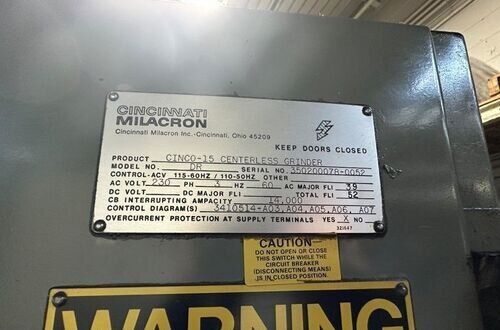 CINCINNATI
MILACRON
Cincinnati Milacron Inc.-Cincinnati, Ohio 45209
KEEP DOORS CLOSED
PRODUCT CINCO-15 CENTERLESS GRINDER
MODEL NO. DR SERIAL NO. 350200078-0052
CONTROL-ACV 115-60HZ / 110-50HZ OTHER
AC VOLT 230 PH 3 HZ 60 AC MAJOR FLI 39
DC VOLT DC MAJOR FLI TOTAL FLI 52
CB INTERRUPTING AMPACITY 14,000
CONTROL DIAGRAM(S) 3410514-A03,A04,A05,A06, A07
OVERCURRENT PROTECTION AT SUPPLY TERMINALS YES X NO
CAUTION—
DO NOT OPEN OR CLOSE
THIS SWITCH WHILE THE
CIRCUIT BREAKER
(DISCONNECTING MEANS)
IS IN CLOSED POSITION.
WARNING